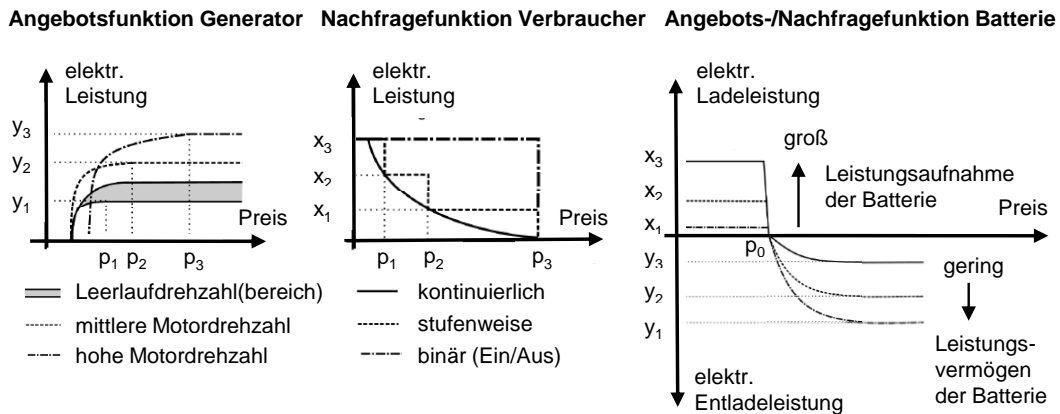 Angebotsfunktion Generator
elektr.
Leistung
y3
y2
y1
Preis
p1 p2 p3
Leerlaufdrehzahl(bereich)
mittlere Motordrehzahl
hohe Motordrehzahl
Nachfragefunktion Verbraucher
elektr.
Leistung
x3
x2
x1
Preis
p1 p2 p3
kontinuierlich
stufenweise
binär (Ein/Aus)
Angebots-/Nachfragefunktion Batterie
elektr.
Ladeleistung
groß
x3
Leistungsaufnahme
der Batterie
x2
x1
Preis
p0
y3
gering
y2
y1
Leistungs-
vermögen
der Batterie
elektr.
Entladeleistung